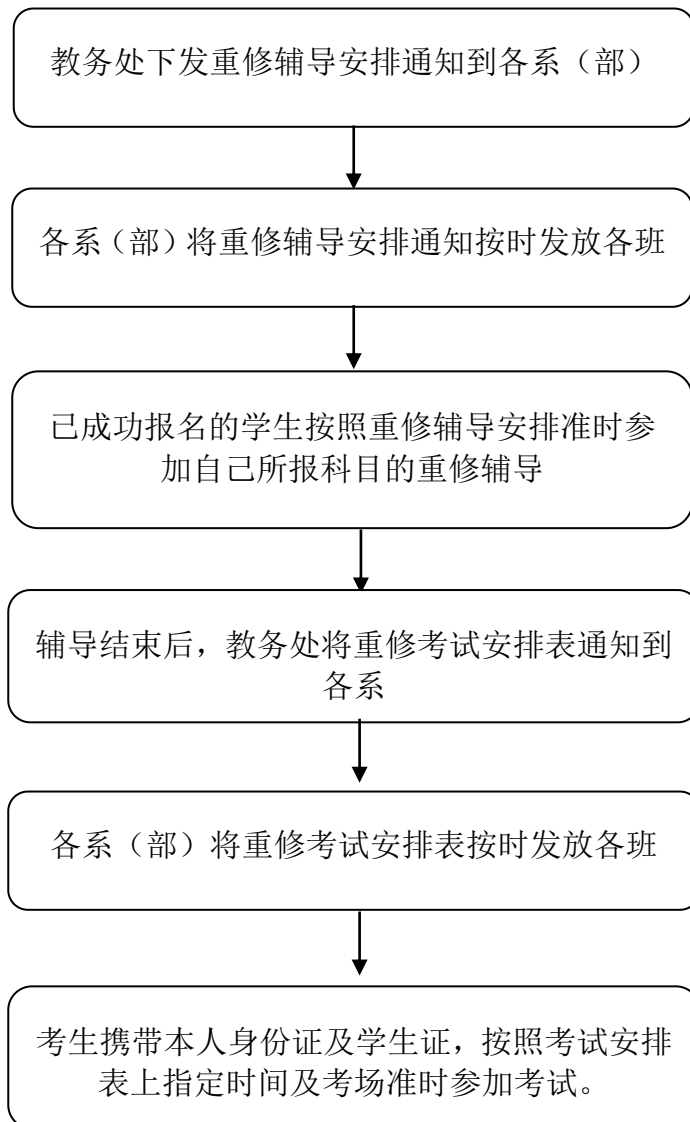 教务处下发重修辅导安排通知到各系（部）
各系（部）将重修辅导安排通知按时发放各班
已成功报名的学生按照重修辅导安排准时参
加自己所报科目的重修辅导
辅导结束后，教务处将重修考试安排表通知到
各系
各系（部）将重修考试安排表按时发放各班
考生携带本人身份证及学生证，按照考试安排
表上指定时间及考场准时参加考试。